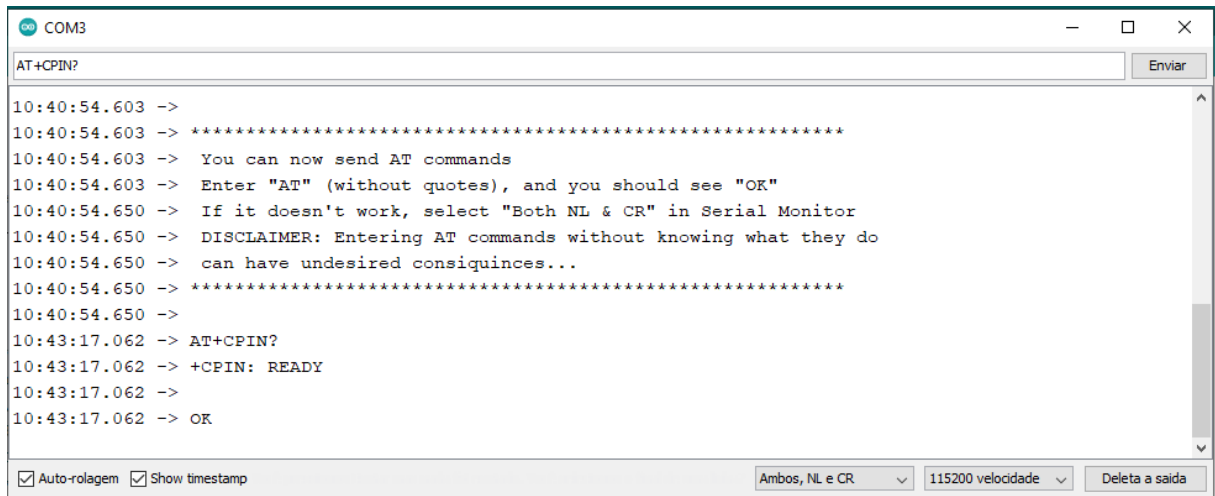 COM3
AT+CPIN?
Enviar
10:40:54.603 ->
10:40:54.603 -> ***********************************************************
10:40:54.603 ->  You can now send AT commands
10:40:54.603 ->  Enter "AT" (without quotes), and you should see "OK"
10:40:54.650 ->  If it doesn't work, select "Both NL & CR" in Serial Monitor
10:40:54.650 ->  DISCLAIMER: Entering AT commands without knowing what they do
10:40:54.650 ->  can have undesired consiquinces...
10:40:54.650 -> ***********************************************************
10:40:54.650 ->
10:43:17.062 -> AT+CPIN?
10:43:17.062 -> +CPIN: READY
10:43:17.062 ->
10:43:17.062 -> OK
Auto-rolagem Show timestamp Ambos, NL e CR 115200 velocidade Deleta a saida